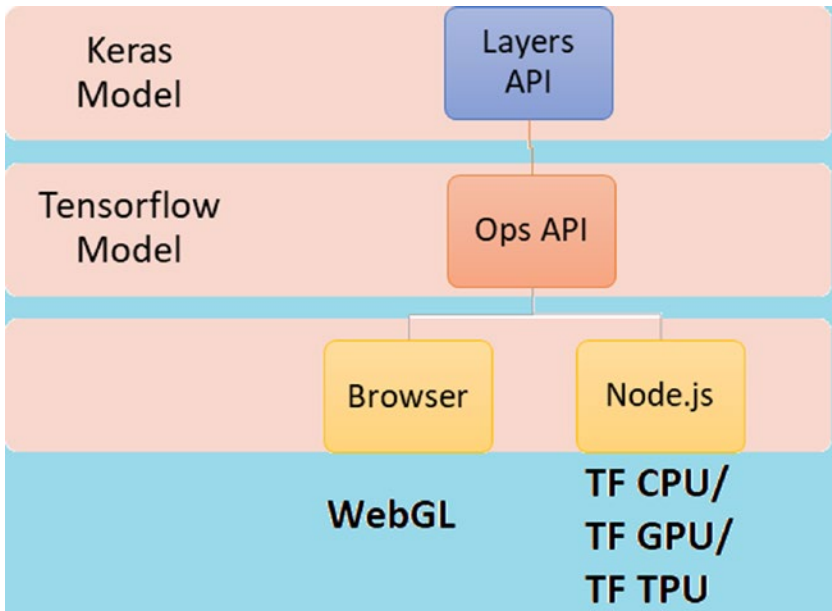 Keras
Model
Layers
API
Tensorflow
Model
Ops API
Browser
Node.js
WebGL
TF CPU/
TF GPU/
TF TPU